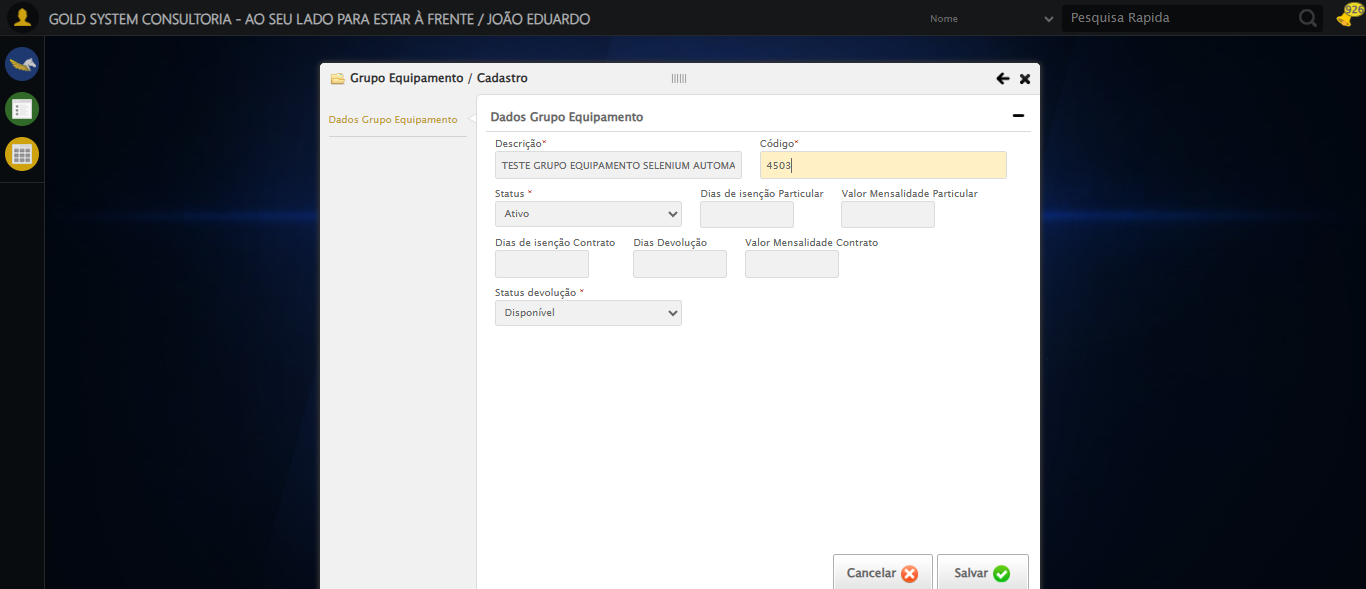 GOLD SYSTEM CONSULTORIA - AO SEU LADO PARA ESTAR À FRENTE / JOÃO EDUARDO
Nome
Pesquisa Rapida
926
Grupo Equipamento / Cadastro
Dados Grupo Equipamento
Dados Grupo Equipamento
Descrição*
Código*
TESTE GRUPO EQUIPAMENTO SELENIUM AUTOMA
4503
Status *
Dias de isenção Particular
Valor Mensalidade Particular
Ativo
Dias de isenção Contrato
Dias Devolução
Valor Mensalidade Contrato
Status devolução *
Disponível
Cancelar
Salvar